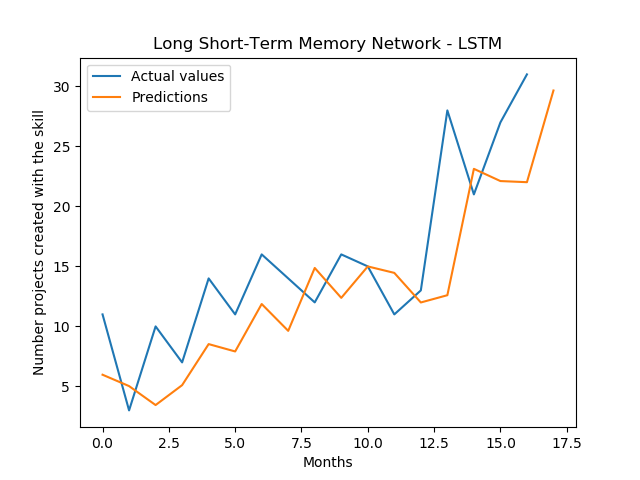 Long Short-Term Memory Network - LSTM
Actual values
Predictions
Number projects created with the skill
30
25
20
15
10
5
0.0 2.5 5.0 7.5 10.0 12.5 15.0 17.5
Months